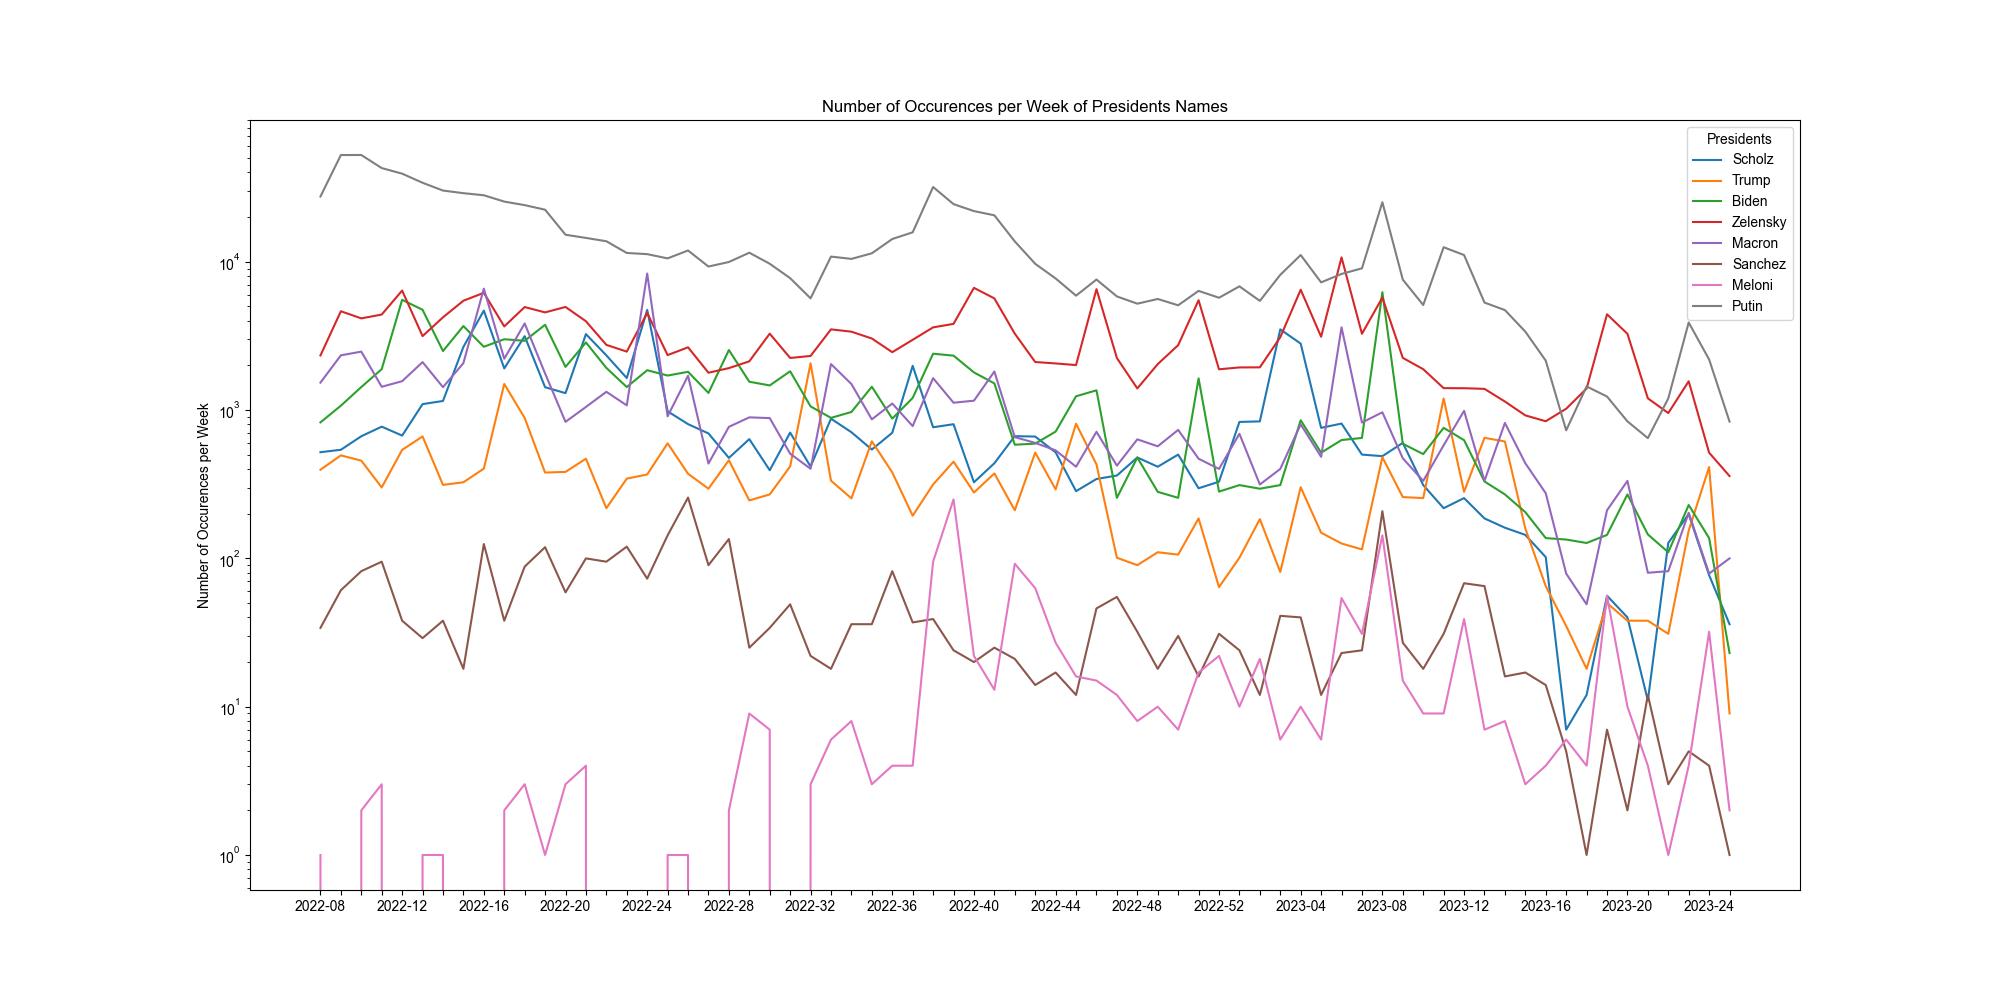 Number of Occurences per Week of Presidents Names
Presidents
Scholz
Trump
Biden
Zelensky
Macron
Sanchez
Meloni
Putin
Number of Occurences per Week
10^4
10^3
10^2
10^1
10^0
2022-08 2022-12 2022-16 2022-20 2022-24 2022-28 2022-32 2022-36 2022-40 2022-44 2022-48 2022-52 2023-04 2023-08 2023-12 2023-16 2023-20 2023-24